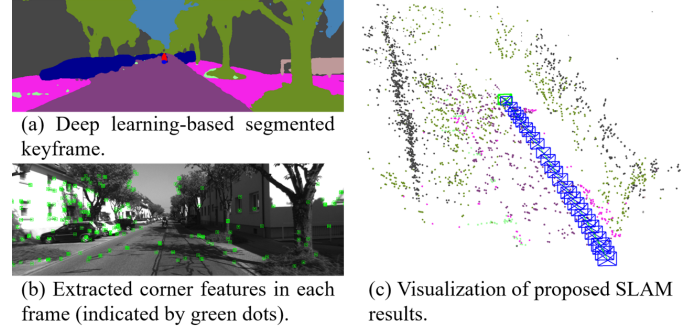 (a) Deep learning-based segmented
keyframe.
(b) Extracted corner features in each
frame (indicated by green dots).
(c) Visualization of proposed SLAM
results.